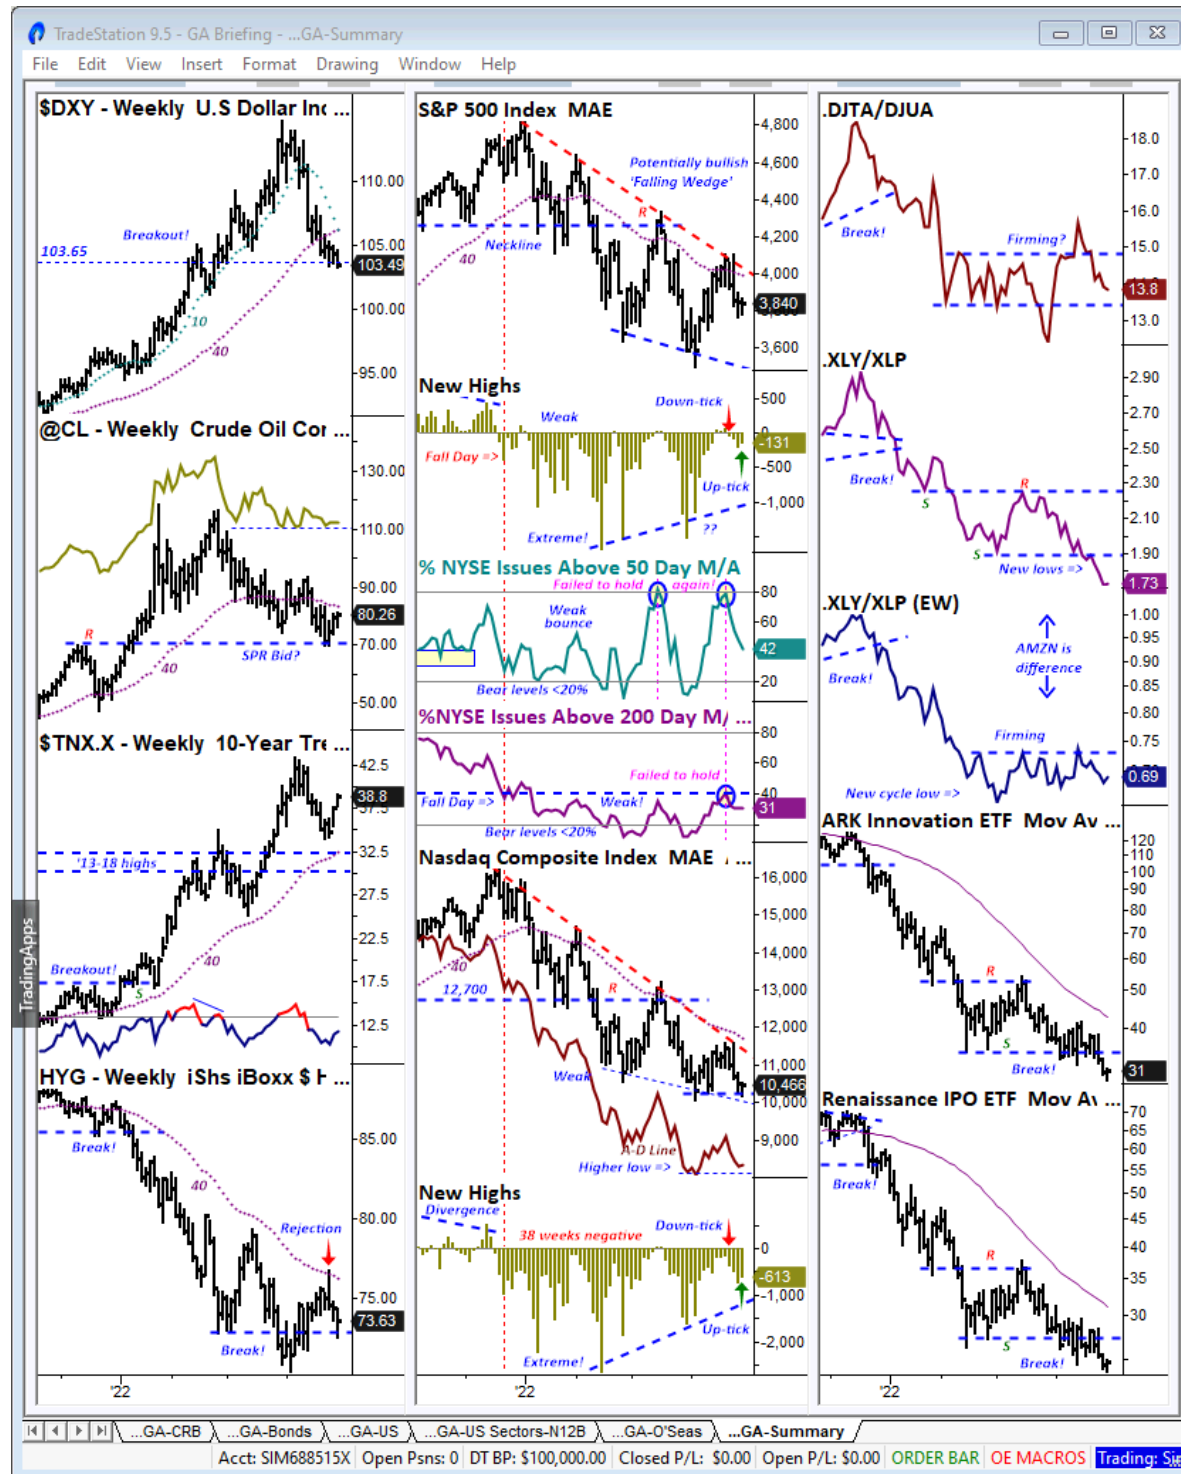 TradeStation 9.5 - GA Briefing - ...GA-Summary
File Edit View Insert Format Drawing Window Help
TradingApps
$DXY - Weekly U.S Dollar Inc ...
110.00
105.00
103.49
100.00
95.00
103.65
Breakout!
10
40
@CL - Weekly Crude Oil Cor ...
130.00
110.00
90.00
80.26
70.00
50.00
R
40
SPR Bid?
$TNX.X - Weekly 10-Year Tre ...
42.5
38.8
32.5
27.5
22.5
17.5
12.5
'13-18 highs
Breakout!
S
40
HYG - Weekly iShs iBoxx $ H ...
85.00
80.00
75.00
73.63
Break!
40
Rejection
Break!
'22
S&P 500 Index MAE
4,800
4,600
4,400
4,200
4,000
3,840
3,600
Potentially bullish
'Falling Wedge'
R
Neckline
40
New Highs
500
0
-131
-500
-1,000
Weak
Down-tick
Fall Day =>
Up-tick
Extreme!
??
% NYSE Issues Above 50 Day M/A
Failed to hold again!
Weak
bounce
Bear levels <20%
80
60
42
20
%NYSE Issues Above 200 Day M/ ...
80
60
40
31
Failed to hold
Fall Day =>
Weak!
Bear levels <20%
Nasdaq Composite Index MAE / ...
16,000
15,000
14,000
13,000
12,000
11,000
10,466
10,000
9,000
40
12,700
R
Weak
A-D Line
Higher low =>
New Highs
Divergence
38 weeks negative
Down-tick
Up-tick
Extreme!
0
-613
-1,000
-2,000
'22
.DJTA/DJUA
18.0
17.0
16.0
15.0
13.8
13.0
Break!
Firming?
.XLY/XLP
2.90
2.70
2.50
2.30
2.10
1.90
1.73
Break!
S
R
S
New lows =>
.XLY/XLP (EW)
1.00
0.95
0.90
0.85
0.80
0.75
0.69
AMZN is
difference
Break!
Firming
New cycle low =>
ARK Innovation ETF Mov Av ...
120
110
100
90
80
70
60
50
40
31
R
S
Break!
Renaissance IPO ETF Mov Av ...
70
65
60
55
50
45
40
35
30
Break!
R
S
Break!
'22
...GA-CRB ...GA-Bonds ...GA-US ...GA-US Sectors-N12B ...GA-O'Seas ...GA-Summary
Acct: SIM688515X Open Psns: 0 DT BP: $100,000.00 Closed P/L: $0.00 Open P/L: $0.00 ORDER BAR OE MACROS Trading: